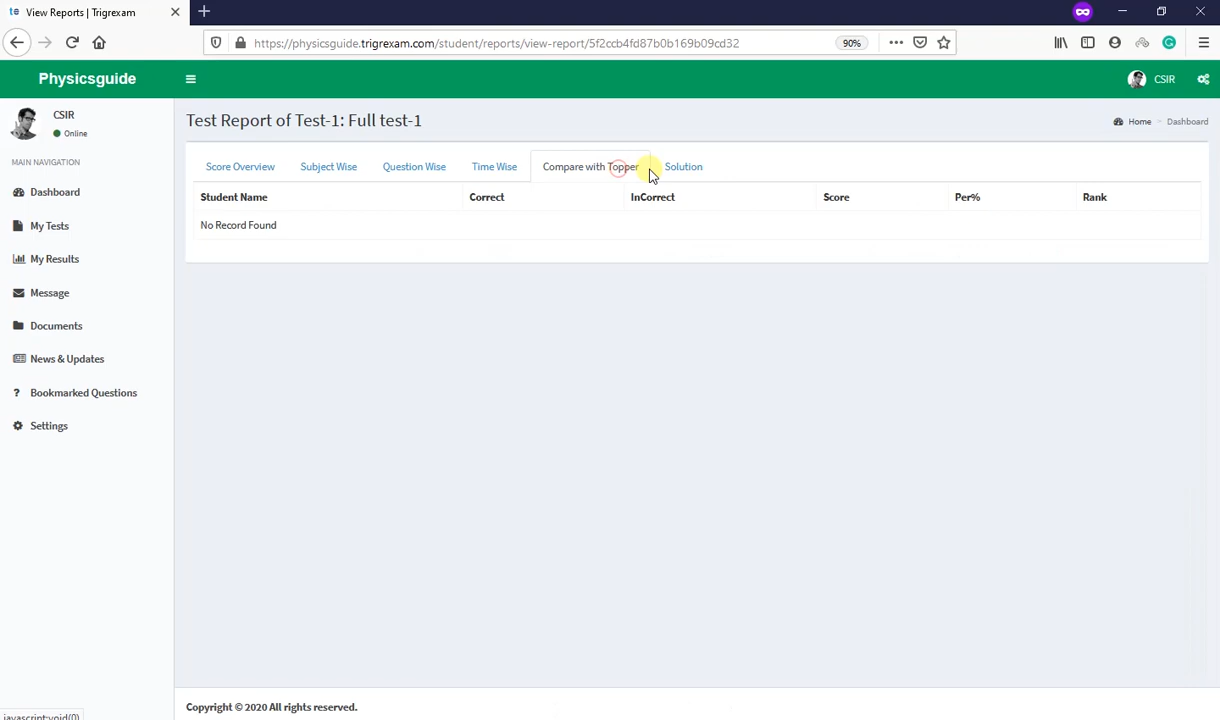 View Reports | Trigrexam
https://physicsguide.trigrexam.com/student/reports/view-report/5f2ccb4fd87b0b169b09cd32
90%
Physicsguide
CSIR
CSIR
Online
Test Report of Test-1: Full test-1
Home
Dashboard
MAIN NAVIGATION
Score Overview
Subject Wise
Question Wise
Time Wise
Compare with Topper
Solution
Student Name
Correct
InCorrect
Score
Per%
Rank
No Record Found
Dashboard
My Tests
My Results
Message
Documents
News & Updates
Bookmarked Questions
Settings
Copyright © 2020 All rights reserved.
javascript:void(0)